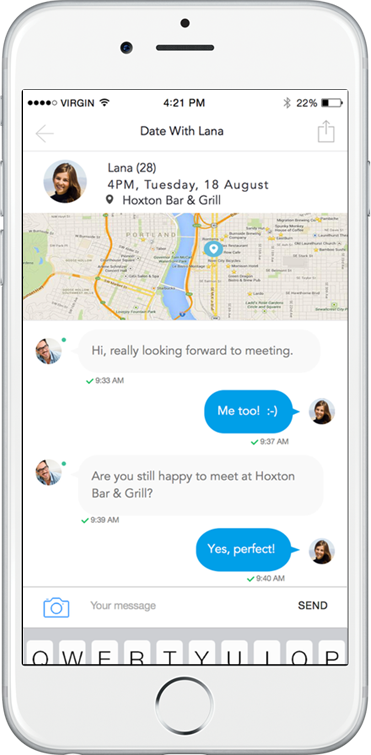 VIRGIN 4:21 PM 22%
Date With Lana
Lana (28)
4PM, Tuesday, 18 August
Hoxton Bar & Grill
PORTLAND
Hi, really looking forward to meeting.
9:33 AM
Me too! :-)
9:37 AM
Are you still happy to meet at Hoxton
Bar & Grill?
9:39 AM
Yes, perfect!
9:40 AM
Your message SEND
Q W E R T Y U I O P